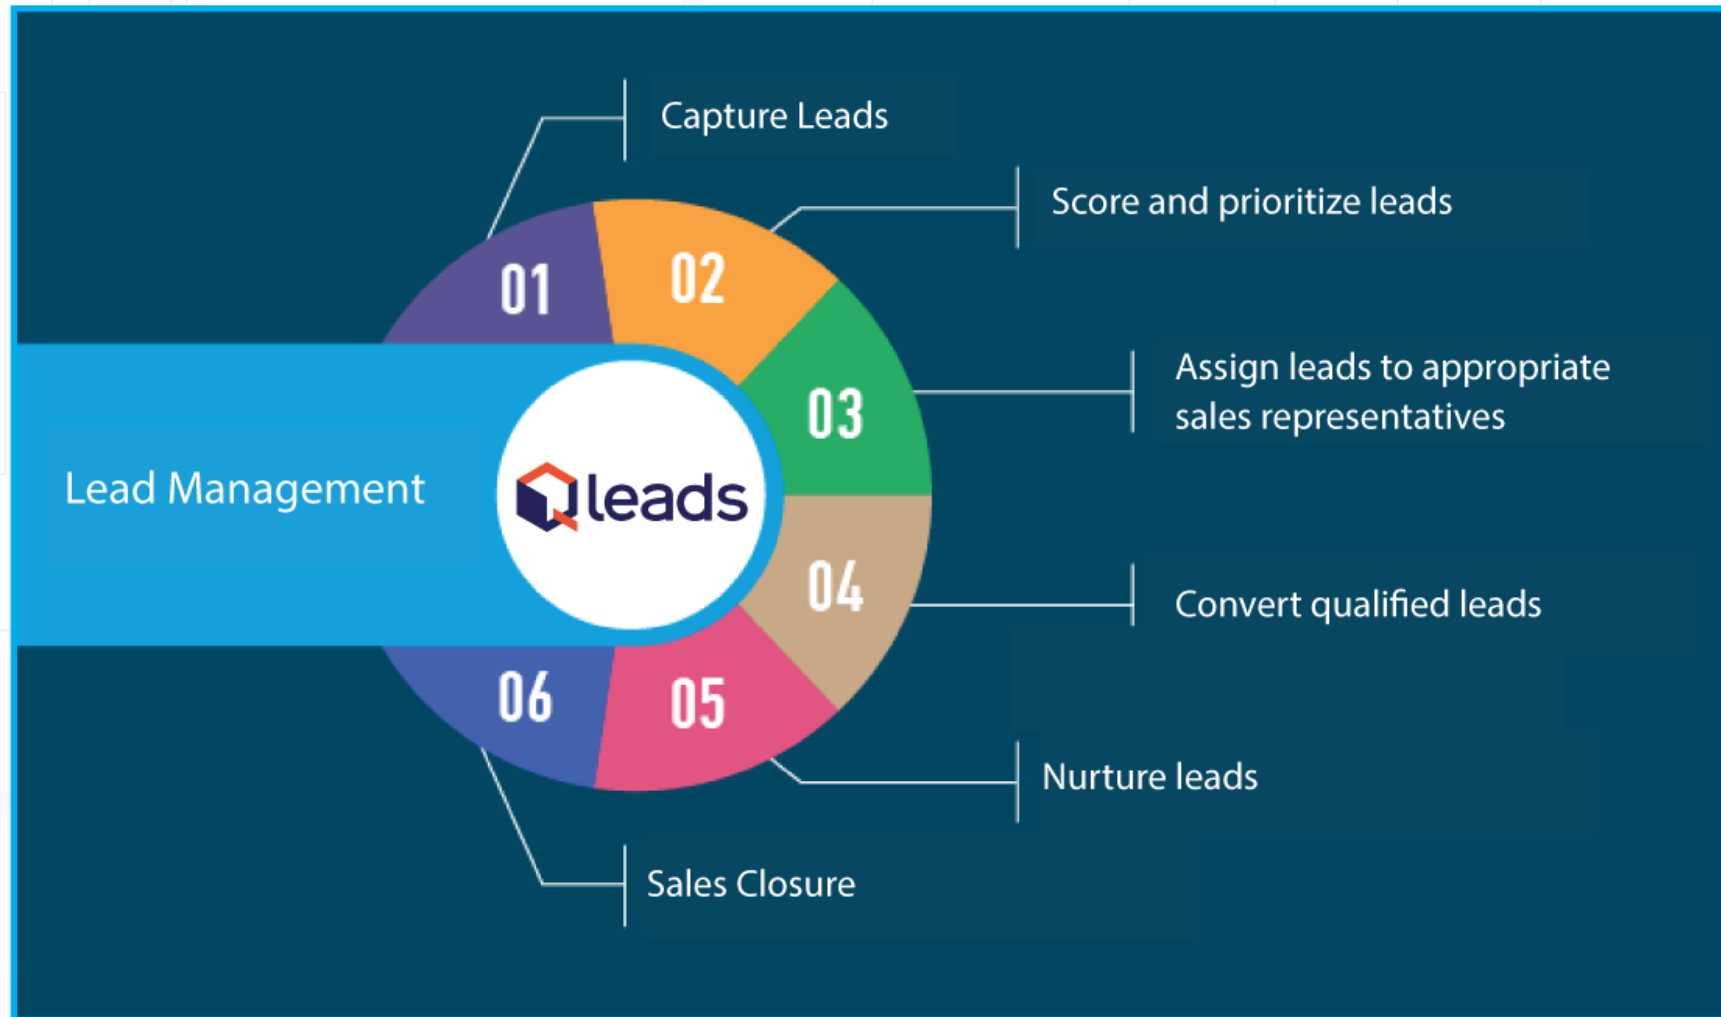 Capture Leads
Score and prioritize leads
01
02
Assign leads to appropriate
sales representatives
03
Lead Management
Qleads
04
Convert qualified leads
06
05
Nurture leads
Sales Closure